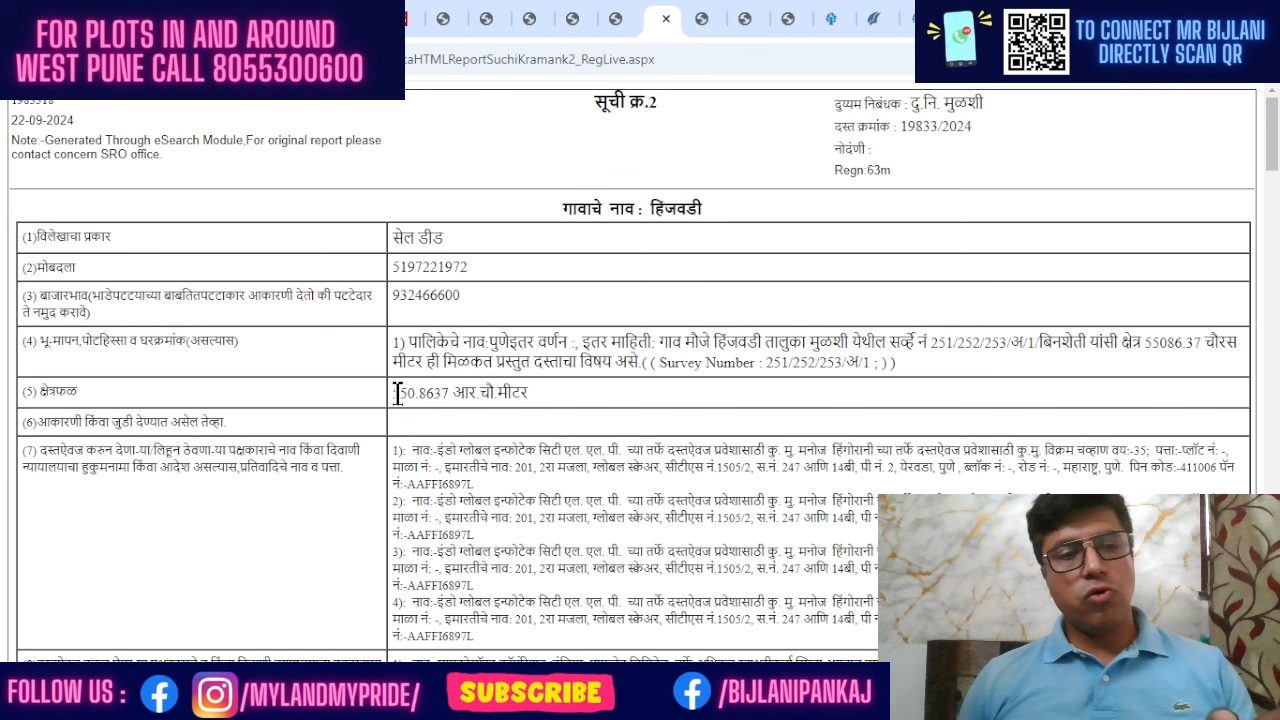 FOR PLOTS IN AND AROUND
WEST PUNE CALL 8055300600
taHTMLReportSuchiKramank2_RegLive.aspx
TO CONNECT MR BIJLANI
DIRECTLY SCAN QR
22-09-2024
Note:-Generated Through eSearch Module,For original report please
contact concern SRO office.
सूची क्र.2
दुय्यम निबंधक : दु.नि. मुळशी
दस्त क्रमांक : 19833/2024
नोदंणी :
Regn:63m
गावाचे नाव : हिंजवडी
(1)विलेखाचा प्रकार
सेल डीड
(2)मोबदला
5197221972
(3) बाजारभाव(भाडेपटटयाच्या बाबतितपटटाकार आकारणी देतो की पटटेदार
ते नमुद करावे)
932466600
(4) भू-मापन,पोटहिस्सा व घरक्रमांक(असल्यास)
1) पालिकेचे नाव:पुणेइतर वर्णन :, इतर माहिती: गाव मौजे हिंजवडी तालुका मुळशी येथील सर्व्हे नं 251/252/253/अ/1/बिनशेती यांसी क्षेत्र 55086.37 चौरस
मीटर ही मिळकत प्रस्तुत दस्ताचा विषय असे.( ( Survey Number : 251/252/253/अ/1 ; ) )
(5) क्षेत्रफळ
50.8637 आर.चौ.मीटर
(6)आकारणी किंवा जुडी देण्यात असेल तेव्हा.
(7) दस्तऐवज करुन देणा-या/लिहून ठेवणा-या पक्षकाराचे नाव किंवा दिवाणी
न्यायालयाचा हुकुमनामा किंवा आदेश असल्यास,प्रतिवादिचे नाव व पत्ता.
1): नाव:-इंडो ग्लोबल इन्फोटेक सिटी एल. एल. पी. च्या तर्फे दस्तऐवज प्रवेशासाठी कु. मु. मनोज हिंगोरानी च्या तर्फे दस्तऐवज प्रवेशासाठी कु.मु. विक्रम चव्हाण वय:-35; पत्ता:-प्लॉट नं: -,
माळा नं: -, इमारतीचे नाव: 201, 2रा मजला, ग्लोबल स्केअर, सीटीएस नं.1505/2, स.नं. 247 आणि 14बी, पी नं. 2, येरवडा, पुणे , ब्लॉक नं: -, रोड नं: -, महाराष्ट्र, पुणे. पिन कोड:-411006 पॅन
नं:-AAFFI6897L
2): नाव:-इंडो ग्लोबल इन्फोटेक सिटी एल. एल. पी. च्या तर्फे दस्तऐवज प्रवेशासाठी कु. मु. मनोज हिंगोरानी
माळा नं: -, इमारतीचे नाव: 201, 2रा मजला, ग्लोबल स्केअर, सीटीएस नं.1505/2, स.नं. 247 आणि 14बी, पी
नं:-AAFFI6897L
3): नाव:-इंडो ग्लोबल इन्फोटेक सिटी एल. एल. पी. च्या तर्फे दस्तऐवज प्रवेशासाठी कु. मु. मनोज हिंगोरानी
माळा नं: -, इमारतीचे नाव: 201, 2रा मजला, ग्लोबल स्केअर, सीटीएस नं.1505/2, स.नं. 247 आणि 14बी, पी
नं:-AAFFI6897L
4): नाव:-इंडो ग्लोबल इन्फोटेक सिटी एल. एल. पी. च्या तर्फे दस्तऐवज प्रवेशासाठी कु. मु. मनोज हिंगोरानी
माळा नं: -, इमारतीचे नाव: 201, 2रा मजला, ग्लोबल स्केअर, सीटीएस नं.1505/2, स.नं. 247 आणि 14बी, पी
नं:-AAFFI6897L
FOLLOW US : /MYLANDMYPRIDE/ SUBSCRIBE /BIJLANIPANKAJ